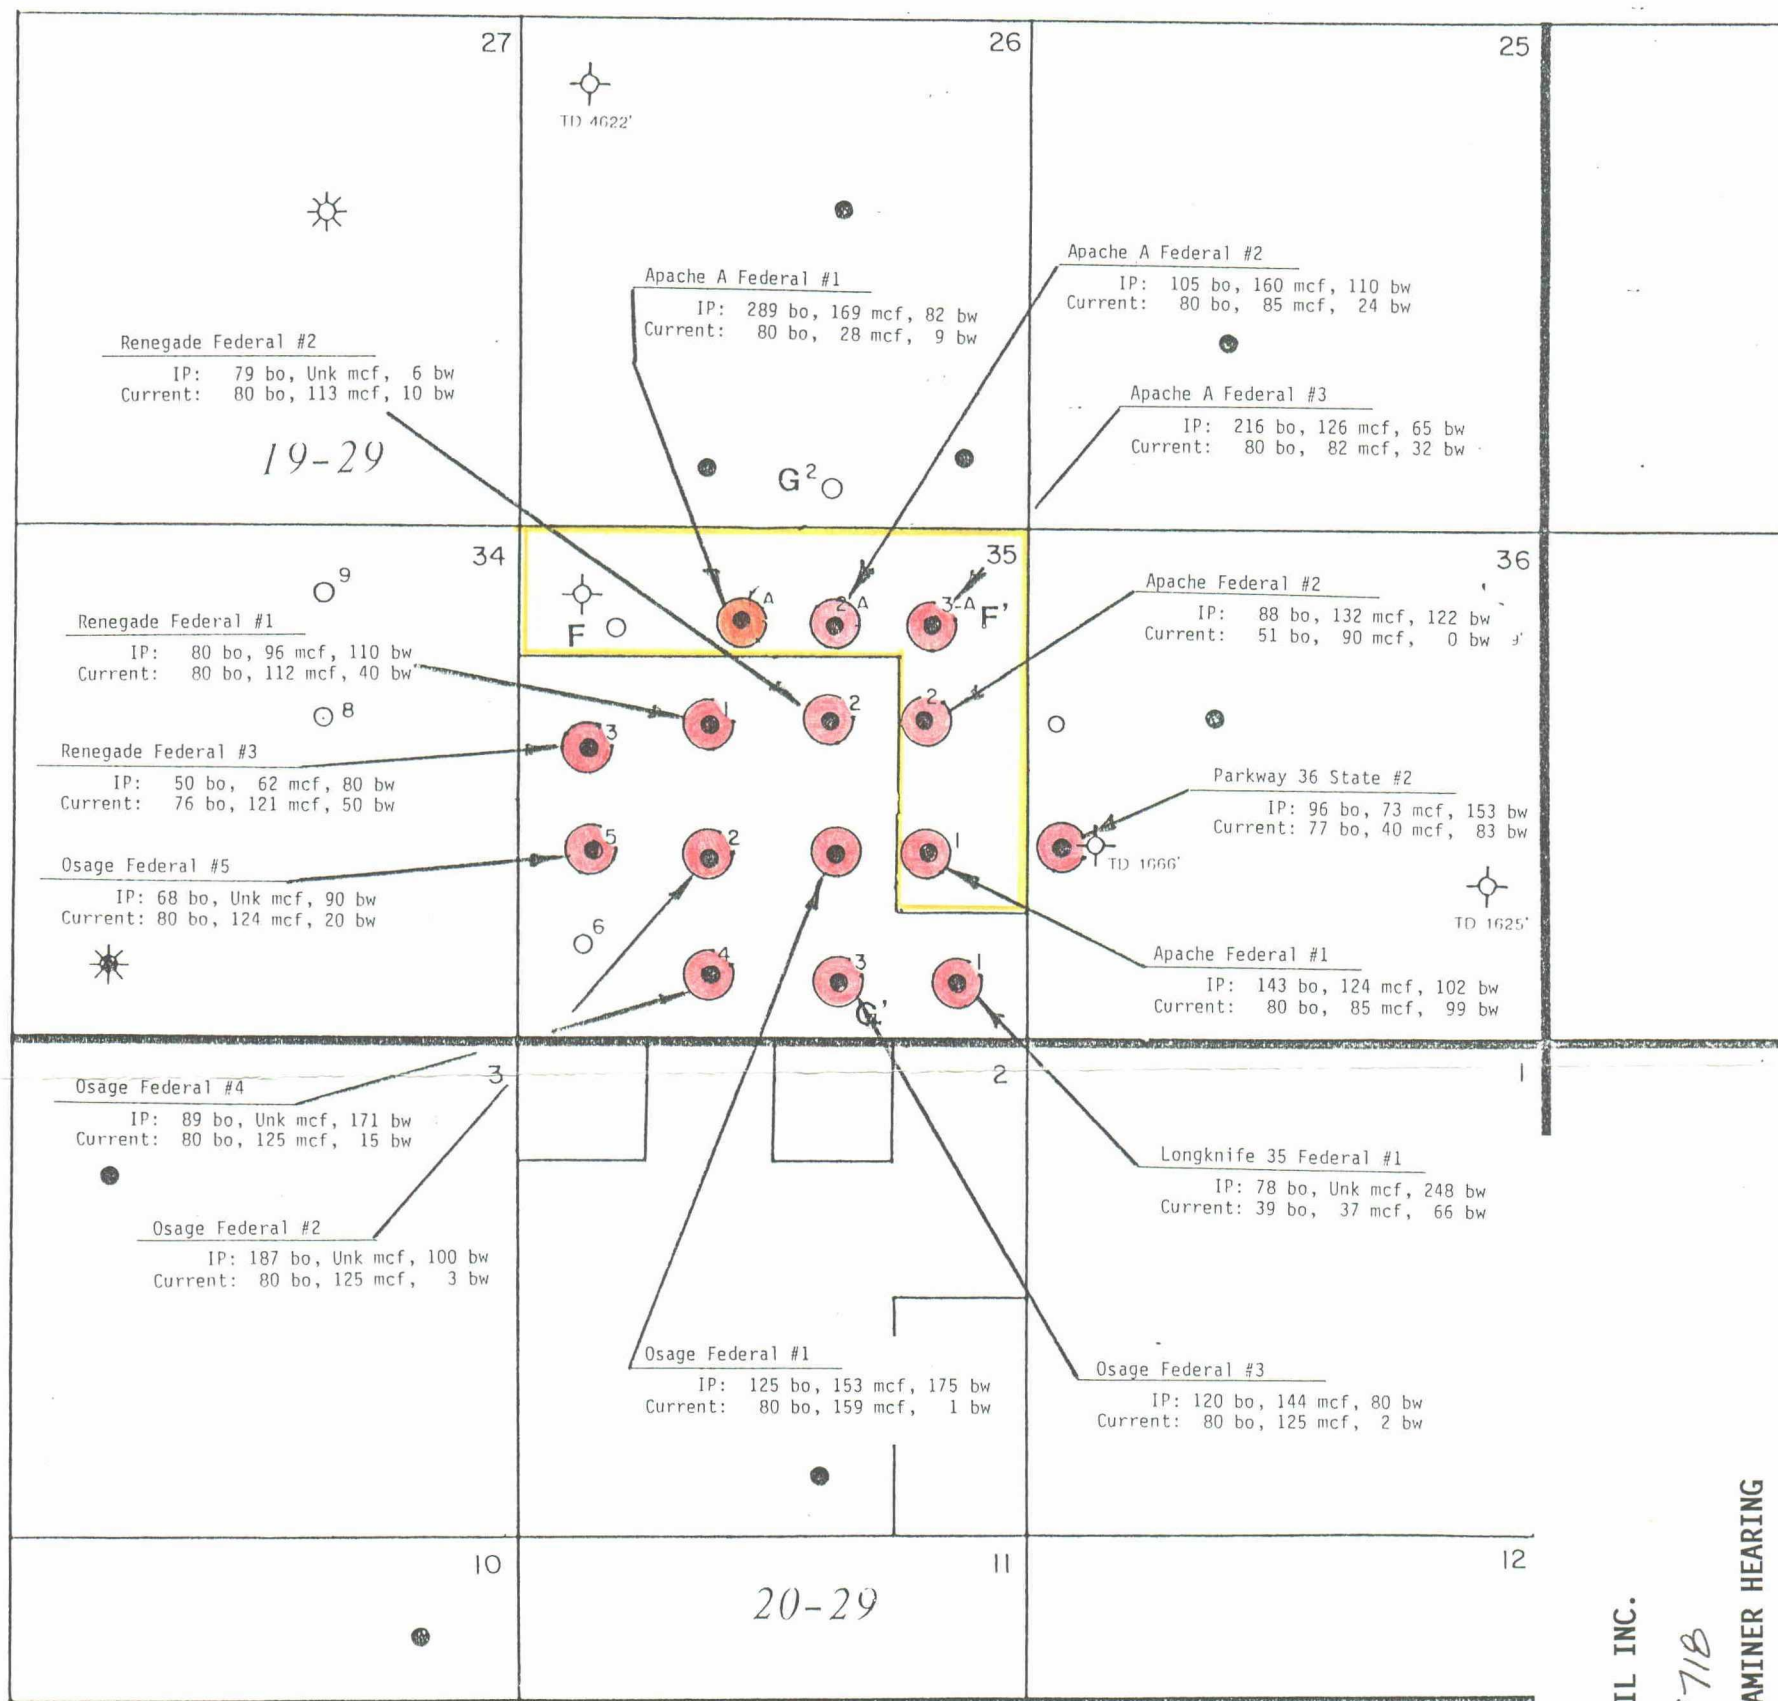 27
26
25
TD 4622'
Apache A Federal #2
IP: 105 bo, 160 mcf, 110 bw
Current: 80 bo, 85 mcf, 24 bw
Apache A Federal #1
IP: 289 bo, 169 mcf, 82 bw
Current: 80 bo, 28 mcf, 9 bw
Renegade Federal #2
IP: 79 bo, Unk mcf, 6 bw
Current: 80 bo, 113 mcf, 10 bw
Apache A Federal #3
IP: 216 bo, 126 mcf, 65 bw
Current: 80 bo, 82 mcf, 32 bw
19-29
G 2
34
35
36
9
Apache Federal #2
IP: 88 bo, 132 mcf, 122 bw
Current: 51 bo, 90 mcf, 0 bw
A
2-A
3-A
F
F'
Renegade Federal #1
IP: 80 bo, 96 mcf, 110 bw
Current: 80 bo, 112 mcf, 40 bw
8
3
1
2
2
Renegade Federal #3
IP: 50 bo, 62 mcf, 80 bw
Current: 76 bo, 121 mcf, 50 bw
Parkway 36 State #2
IP: 96 bo, 73 mcf, 153 bw
Current: 77 bo, 40 mcf, 83 bw
5
2
1
TD 1666'
Osage Federal #5
IP: 68 bo, Unk mcf, 90 bw
Current: 80 bo, 124 mcf, 20 bw
TD 1625'
6
4
3
1
G'
Apache Federal #1
IP: 143 bo, 124 mcf, 102 bw
Current: 80 bo, 85 mcf, 99 bw
3
2
1
Osage Federal #4
IP: 89 bo, Unk mcf, 171 bw
Current: 80 bo, 125 mcf, 15 bw
Longknife 35 Federal #1
IP: 78 bo, Unk mcf, 248 bw
Current: 39 bo, 37 mcf, 66 bw
Osage Federal #2
IP: 187 bo, Unk mcf, 100 bw
Current: 80 bo, 125 mcf, 3 bw
Osage Federal #1
IP: 125 bo, 153 mcf, 175 bw
Current: 80 bo, 159 mcf, 1 bw
Osage Federal #3
IP: 120 bo, 144 mcf, 80 bw
Current: 80 bo, 125 mcf, 2 bw
10
11
12
20-29
IL INC.
718
AMINER HEARING